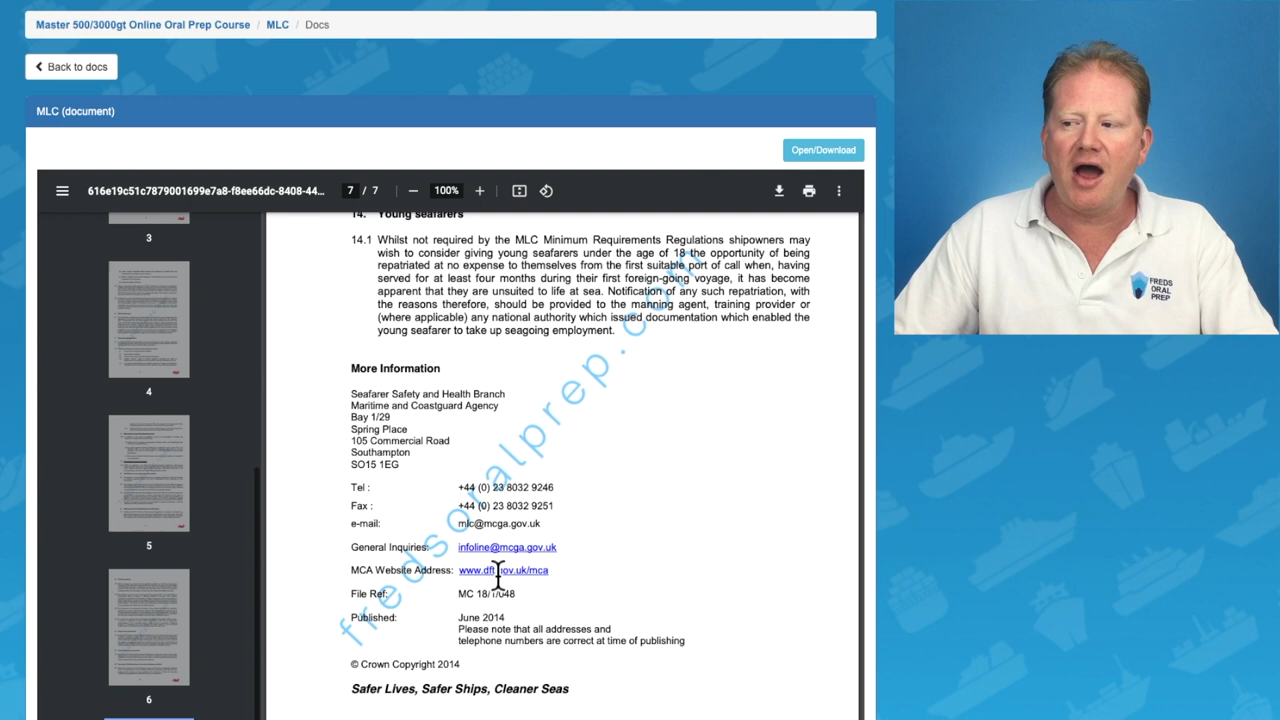 Master 500/3000gt Online Oral Prep Course / MLC / Docs
Back to docs
MLC (document)
Open/Download
616e19c51c7879001699e7a8-f8ee66dc-8408-44...
7 / 7
100%
3
4
5
6
14. Young seafarers
14.1 Whilst not required by the MLC Minimum Requirements Regulations shipowners may
wish to consider giving young seafarers under the age of 18 the opportunity of being
repatriated at no expense to themselves from the first suitable port of call when, having
served for at least four months during their first foreign-going voyage, it has become
apparent that they are unsuited to life at sea. Notification of any such repatriation, with
the reasons therefore, should be provided to the manning agent, training provider or
(where applicable) any national authority which issued documentation which enabled the
young seafarer to take up seagoing employment.
More Information
Seafarer Safety and Health Branch
Maritime and Coastguard Agency
Bay 1/29
Spring Place
105 Commercial Road
Southampton
SO15 1EG
Tel : +44 (0) 23 8032 9246
Fax : +44 (0) 23 8032 9251
e-mail: mlc@mcga.gov.uk
General Inquiries: infoline@mcga.gov.uk
MCA Website Address: www.dft.gov.uk/mca
File Ref: MC 18/1/048
Published: June 2014
Please note that all addresses and
telephone numbers are correct at time of publishing
© Crown Copyright 2014
Safer Lives, Safer Ships, Cleaner Seas
fredsoralprep.com
FREDS
ORAL
PREP